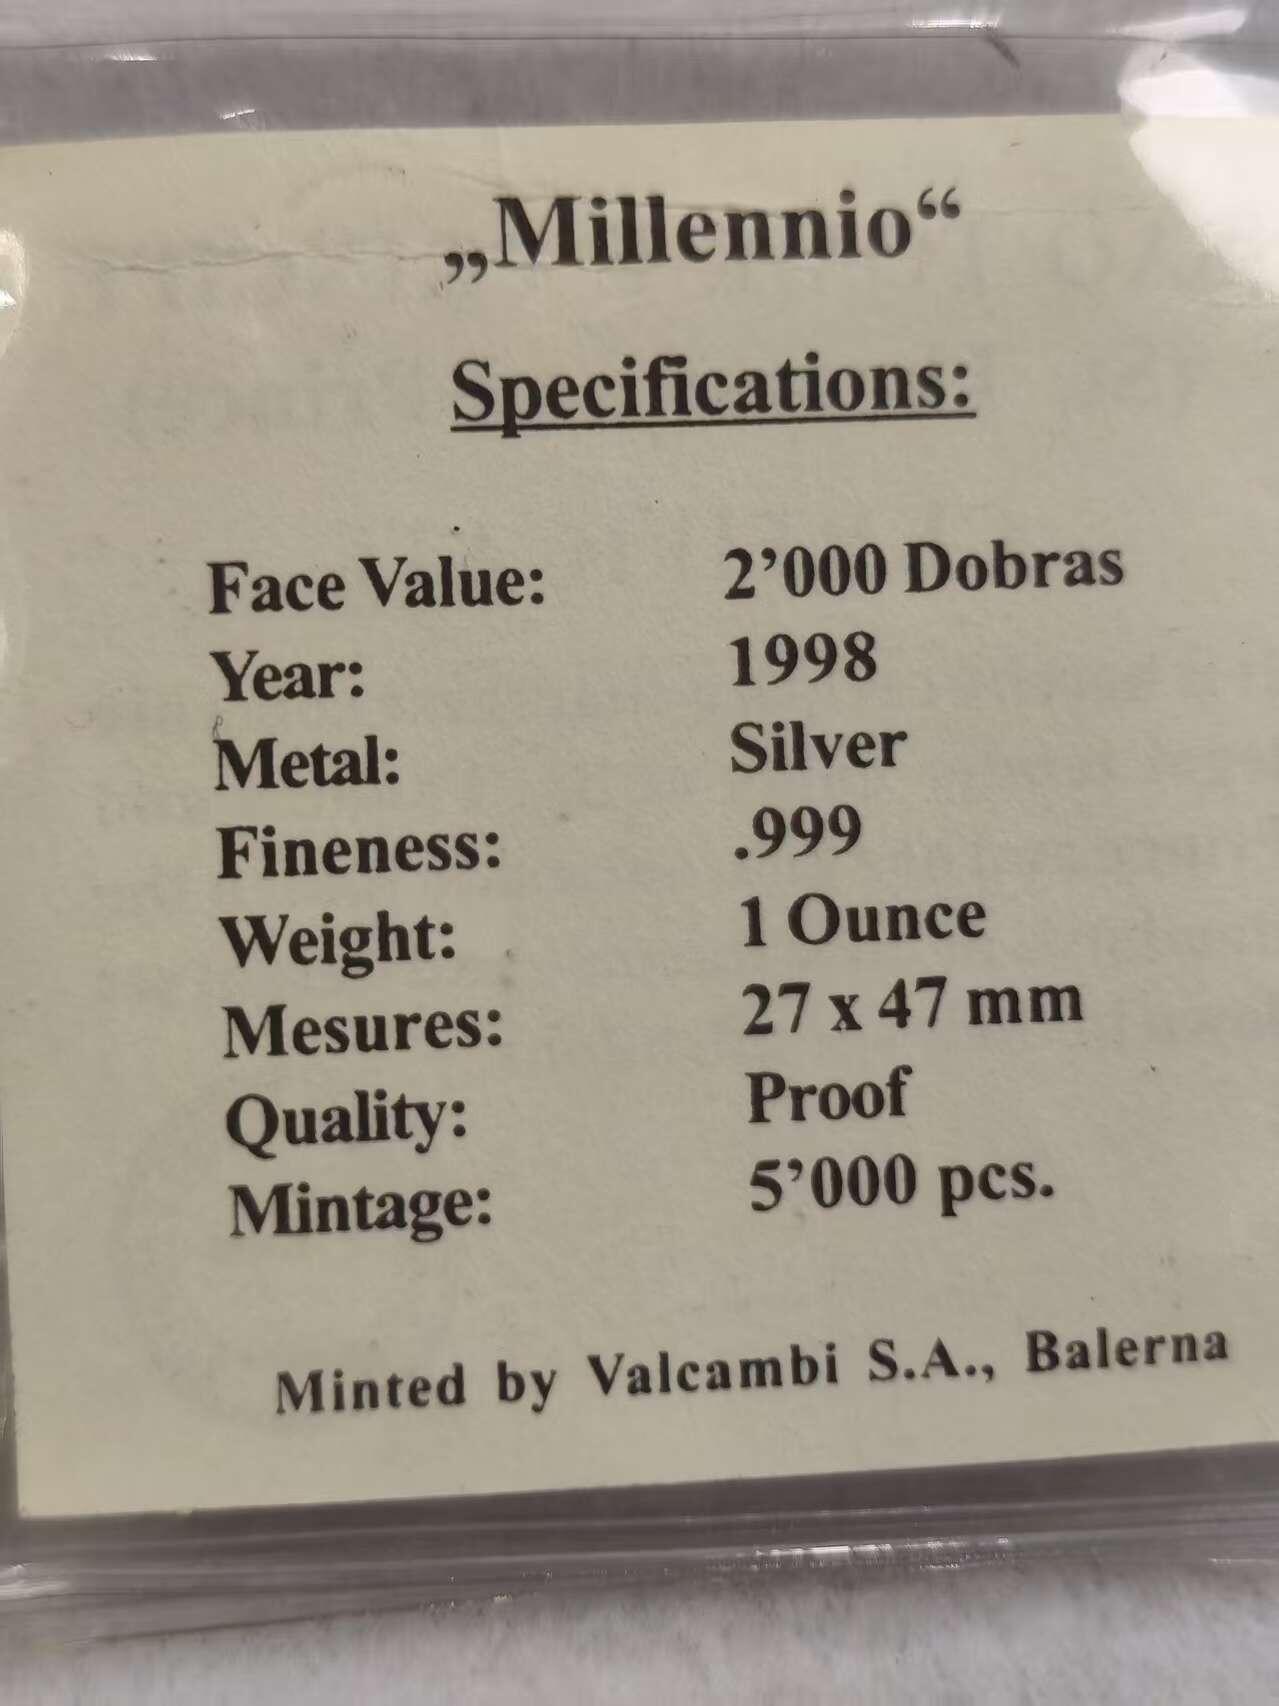 „Millennio“
Specifications:
Face Value: 2’000 Dobras
Year: 1998
Metal: Silver
Fineness: .999
Weight: 1 Ounce
Mesures: 27 x 47 mm
Quality: Proof
Mintage: 5’000 pcs.
Minted by Valcambi S.A., Balerna